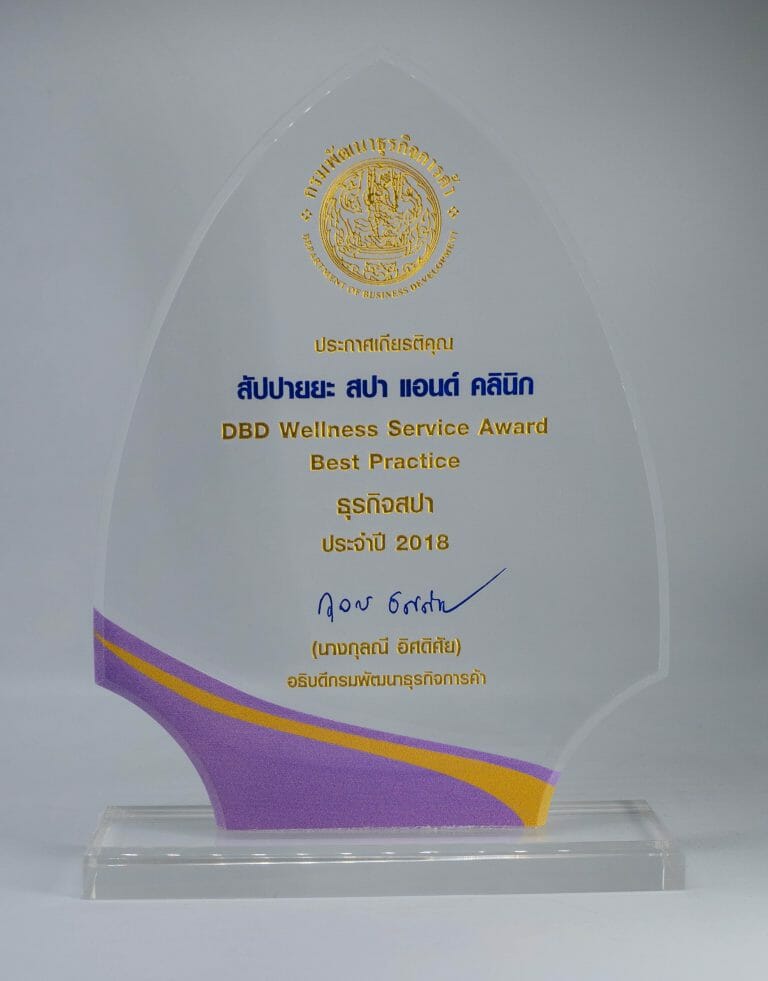 กรมพัฒนาธุรกิจการค้า
DEPARTMENT OF BUSINESS DEVELOPMENT
ประกาศเกียรติคุณ
สัปปายยะ สปา แอนด์ คลินิก
DBD Wellness Service Award
Best Practice
ธุรกิจสปา
ประจำปี 2018
(นางกุลณี อิศดิศัย)
อธิบดีกรมพัฒนาธุรกิจการค้า